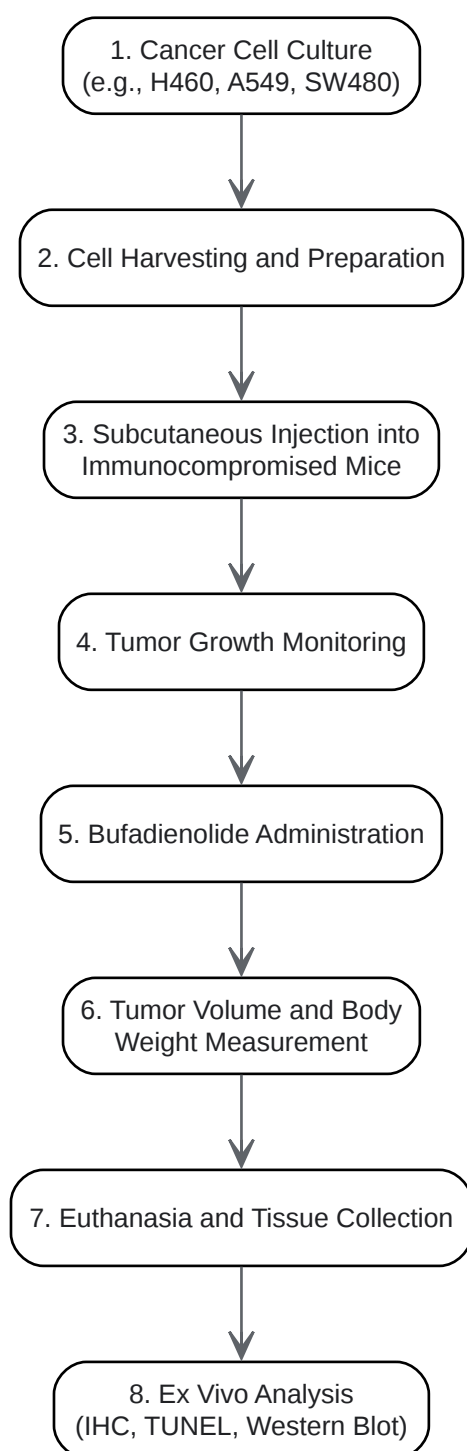 1. Cancer Cell Culture
(e.g., H460, A549, SW480)
2. Cell Harvesting and Preparation
3. Subcutaneous Injection into
Immunocompromised Mice
4. Tumor Growth Monitoring
5. Bufadienolide Administration
6. Tumor Volume and Body
Weight Measurement
7. Euthanasia and Tissue Collection
8. Ex Vivo Analysis
(IHC, TUNEL, Western Blot)